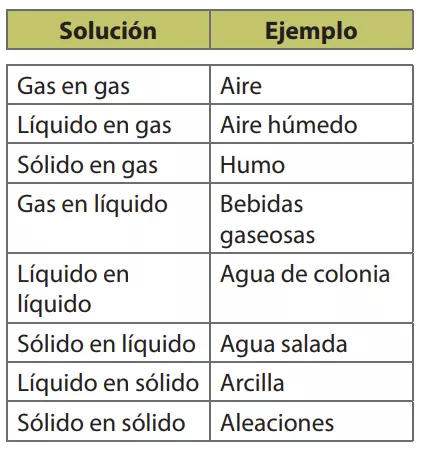 Solución Ejemplo
Gas en gas Aire
Líquido en gas Aire húmedo
Sólido en gas Humo
Gas en líquido Bebidas
gaseosas
Líquido en Agua de colonia
líquido
Sólido en líquido Agua salada
Líquido en sólido Arcilla
Sólido en sólido Aleaciones